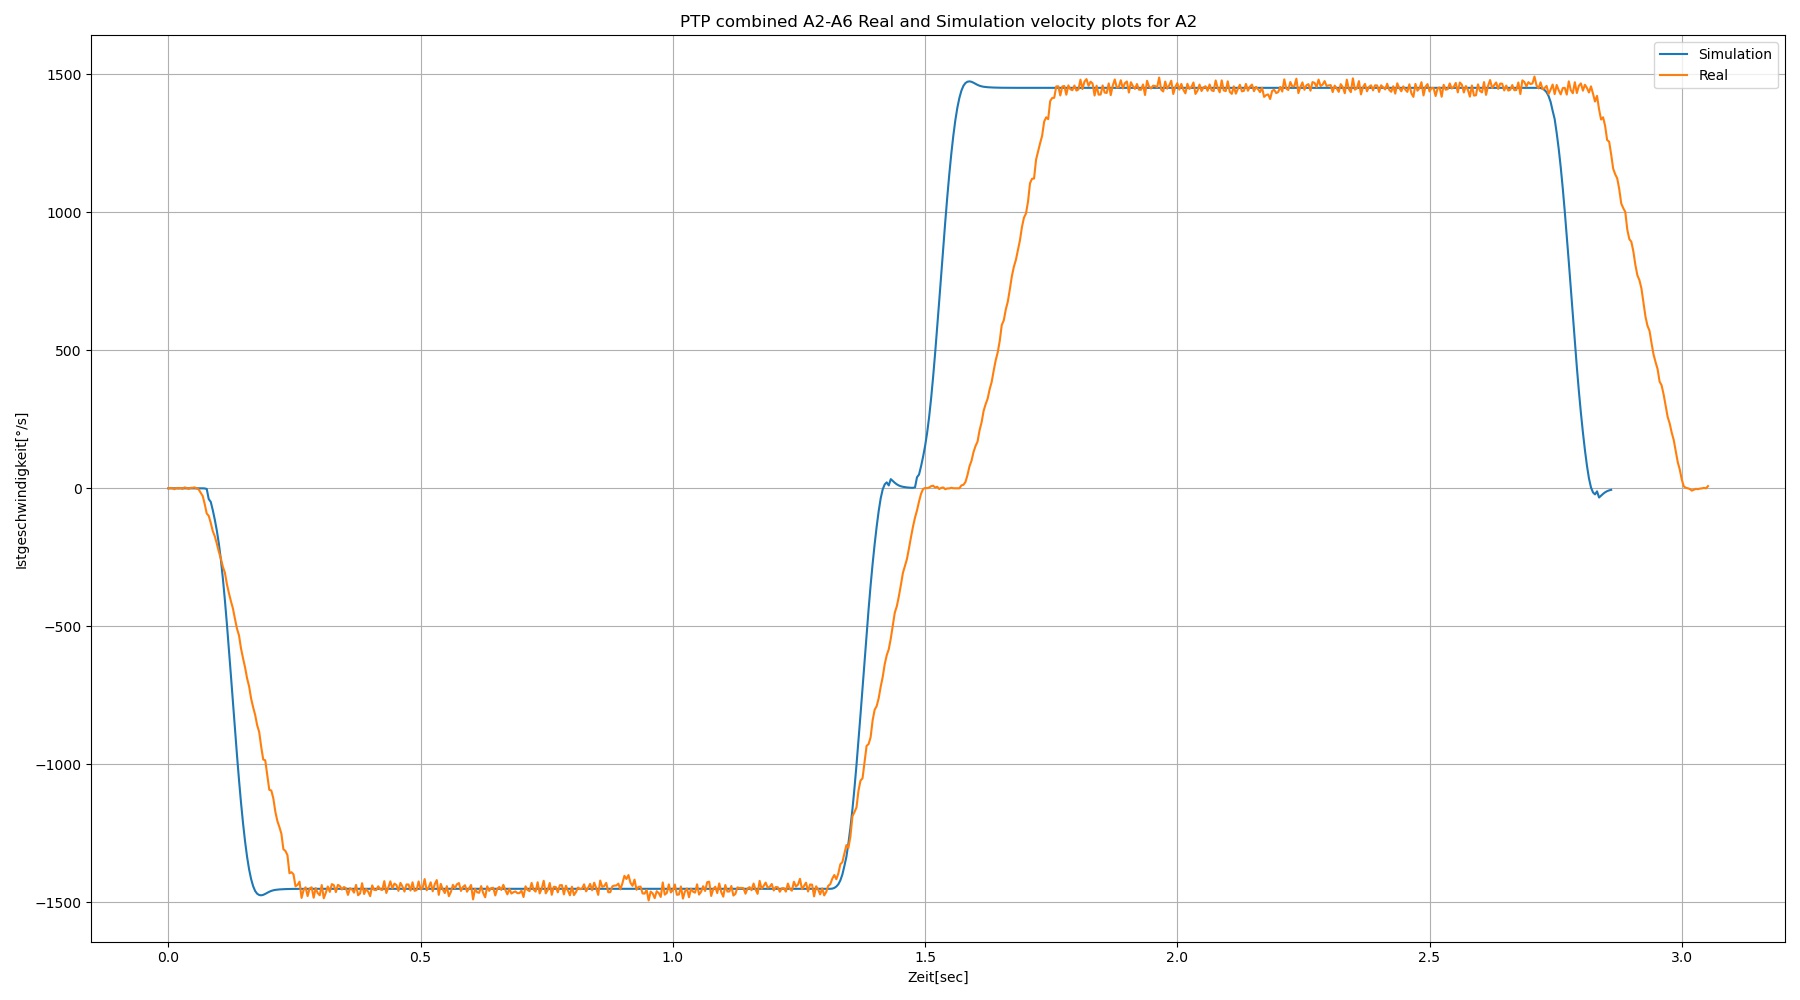 PTP combined A2-A6 Real and Simulation velocity plots for A2
Simulation
Real
1500
1000
500
0
−500
−1000
−1500
Istgeschwindigkeit[°/s]
0.0
0.5
1.0
1.5
2.0
2.5
3.0
Zeit[sec]